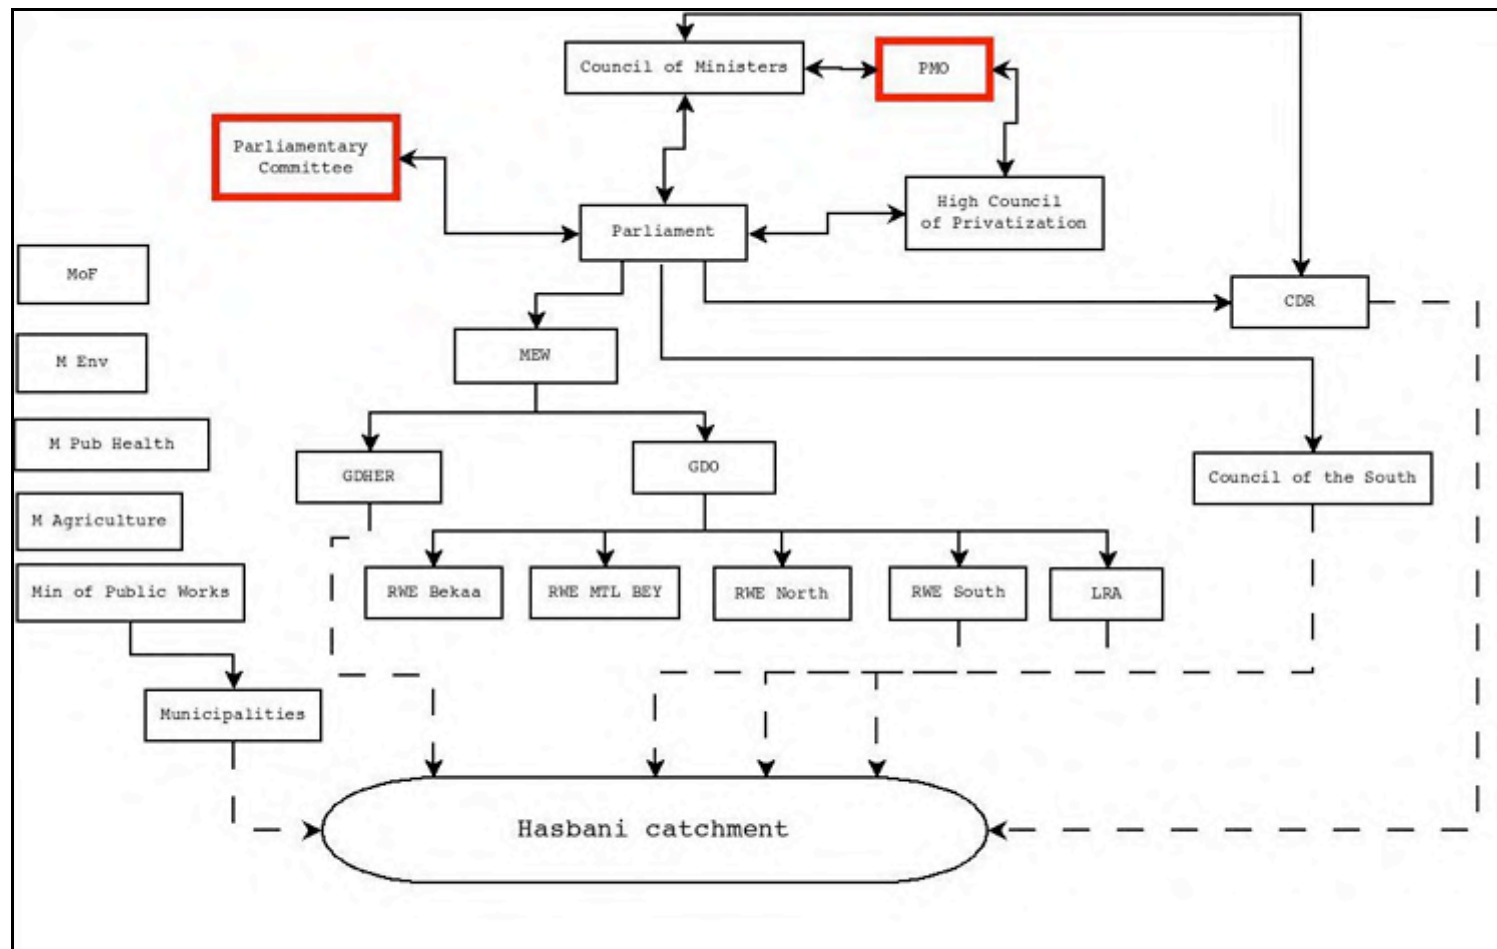 Council of Ministers
PMO
Parliamentary
Committee
High Council
of Privatization
Parliament
MoF
CDR
M Env
MEW
M Pub Health
GDHER
GDO
Council of the South
M Agriculture
Min of Public Works
RWE Bekaa
RWE MTL BEY
RWE North
RWE South
LRA
Municipalities
Hasbani catchment